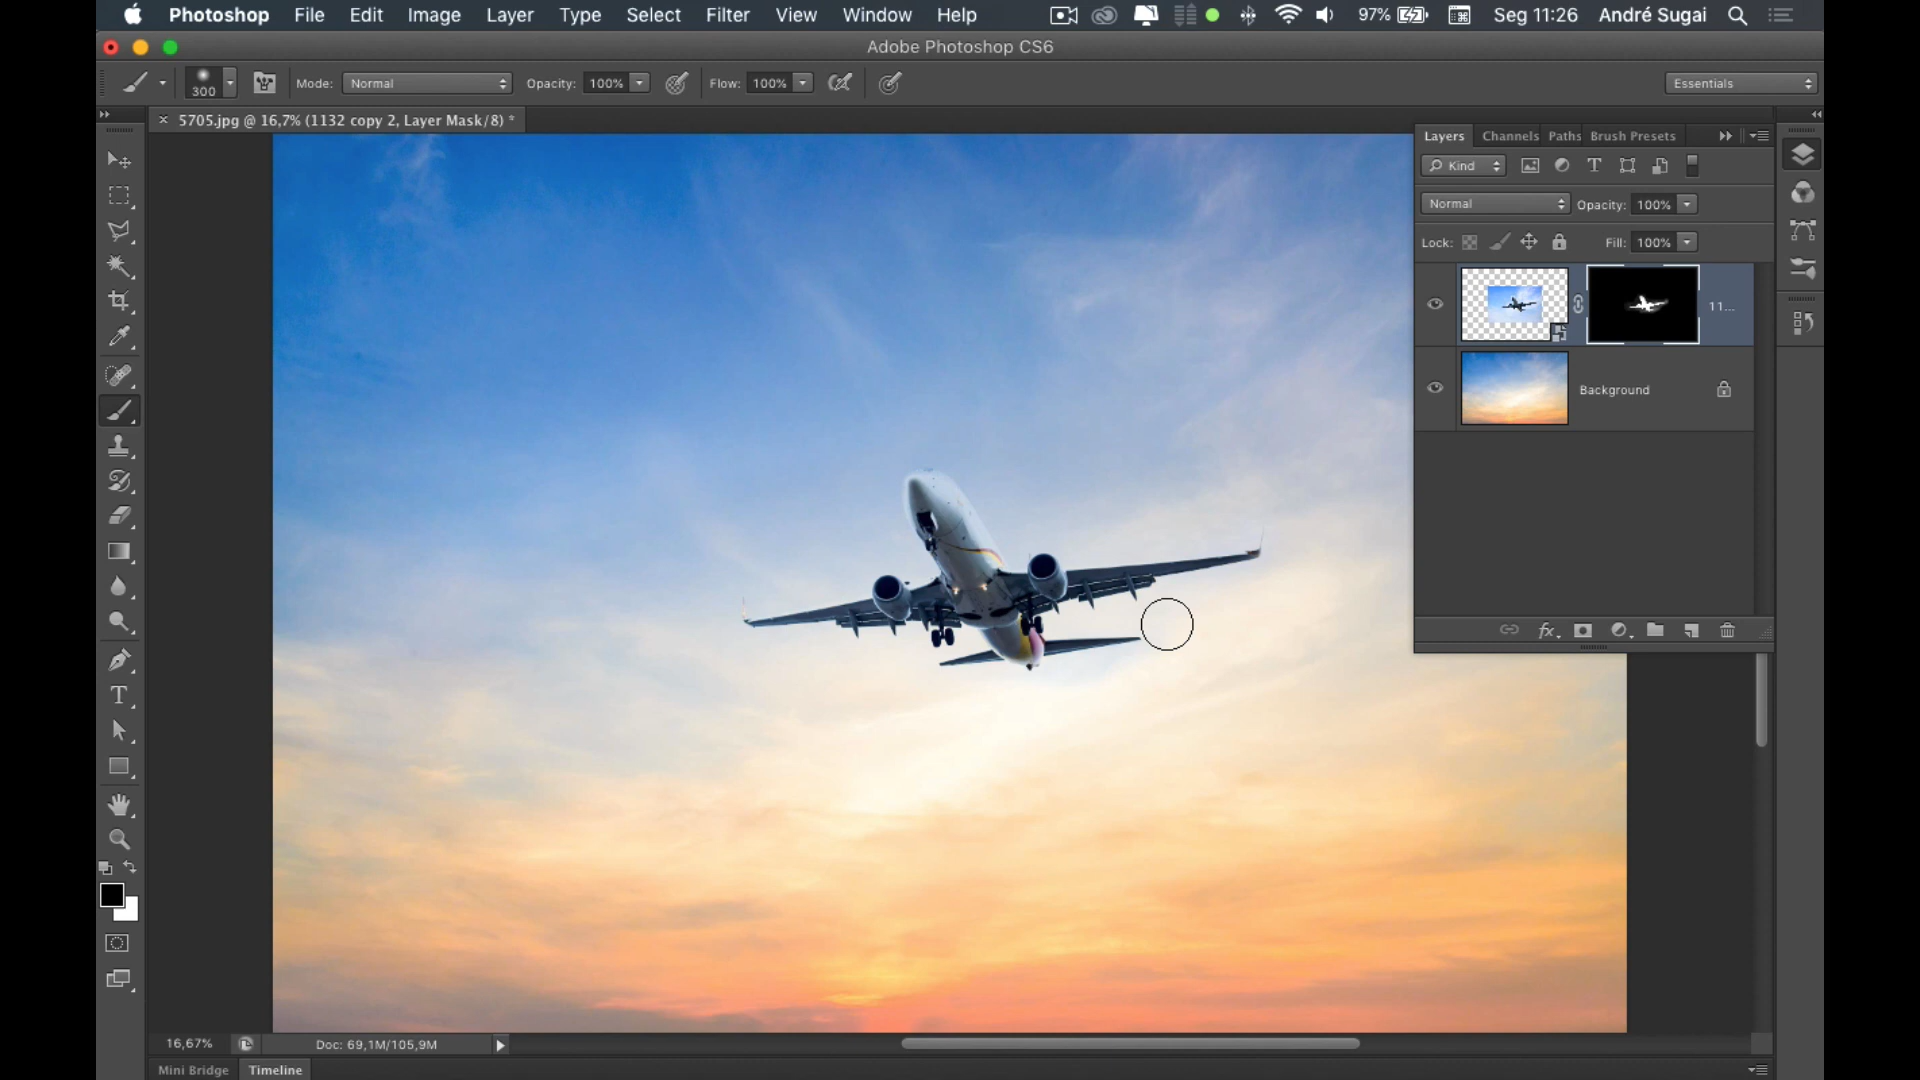 Photoshop File Edit Image Layer Type Select Filter View Window Help 97% Seg 11:26 André Sugai
Adobe Photoshop CS6
300 Mode: Normal Opacity: 100% Flow: 100% Essentials
5705.jpg @ 16,7% (1132 copy 2, Layer Mask/8) *
Layers Channels Paths Brush Presets
Kind
Normal Opacity: 100%
Lock: Fill: 100%
11...
Background
16,67% Doc: 69,1M/105,9M
Mini Bridge Timeline